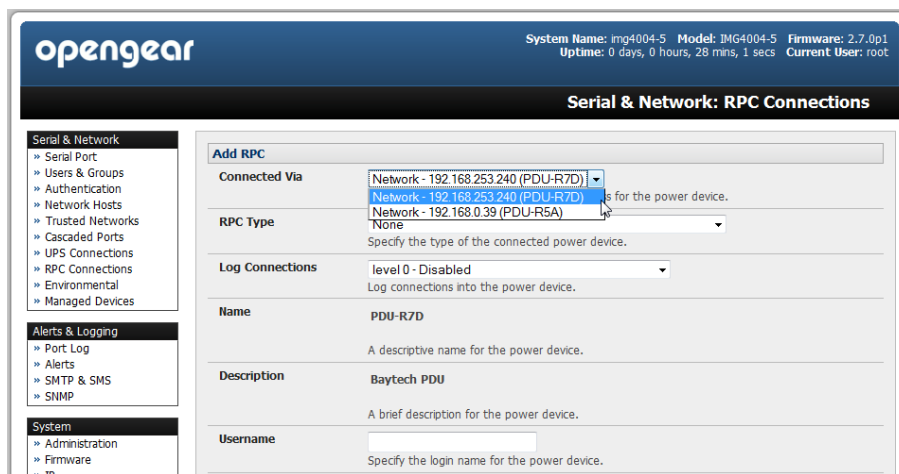 opengear
System Name: img4004-5 Model: IMG4004-5 Firmware: 2.7.0p1
Uptime: 0 days, 0 hours, 28 mins, 1 secs Current User: root
Serial & Network: RPC Connections
Serial & Network
» Serial Port
» Users & Groups
» Authentication
» Network Hosts
» Trusted Networks
» Cascaded Ports
» UPS Connections
» RPC Connections
» Environmental
» Managed Devices
Alerts & Logging
» Port Log
» Alerts
» SMTP & SMS
» SNMP
System
» Administration
» Firmware
» IP
Add RPC
Connected Via
Network - 192.168.253.240 (PDU-R7D)
Network - 192.168.253.240 (PDU-R7D)
s for the power device.
Network - 192.168.0.39 (PDU-R5A)
RPC Type
None
Specify the type of the connected power device.
Log Connections
level 0 - Disabled
Log connections into the power device.
Name
PDU-R7D
A descriptive name for the power device.
Description
Baytech PDU
A brief description for the power device.
Username
Specify the login name for the power device.